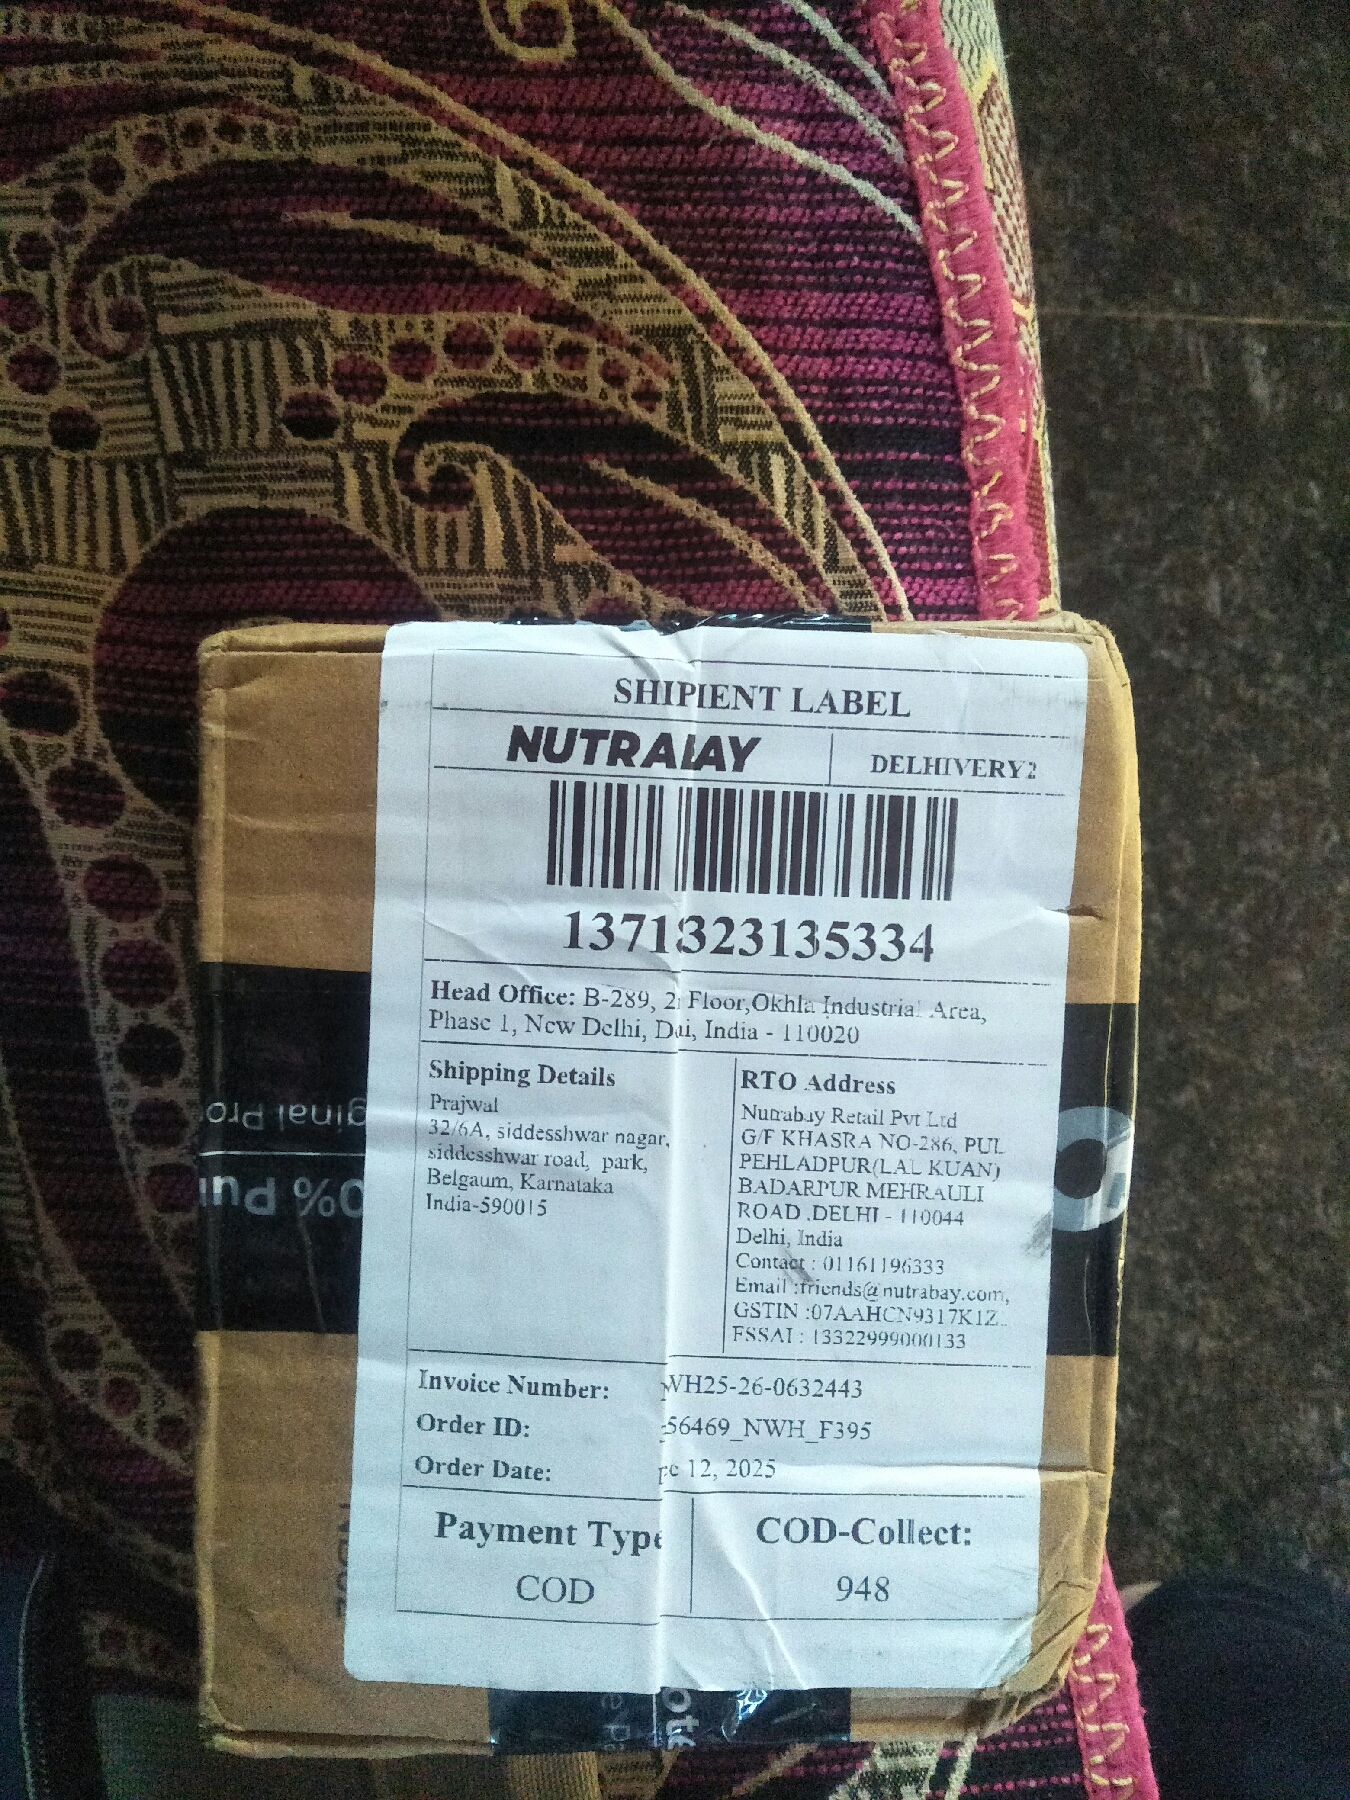 SHIPIENT LABEL
NUTRABAY
DELHIVERY2
1371323135334
Head Office: B-289, 2 Floor,Okhla Industrial Area,
Phase 1, New Delhi, India - 110020
Shipping Details
Prajwal
32/6A, siddesshwar nagar,
siddesshwar road, park,
Belgaum, Karnataka
India-590015
RTO Address
Nutrabay Retail Pvt Ltd
G/F KHASRA NO-286, PUL
PEHLADPUR(LAL KUAN)
BADARPUR MEHRAULI
ROAD ,DELHI - 110044
Delhi, India
Contact : 01161196333
Email :friends@nutrabay.com,
GSTIN :07AAHCN9317K1Z
FSSAI : 13322999000133
Invoice Number: WH25-26-0632443
Order ID: 56469_NWH_F395
Order Date: 12, 2025
Payment Type
COD
COD-Collect:
948
ginal Pro
0% Pur